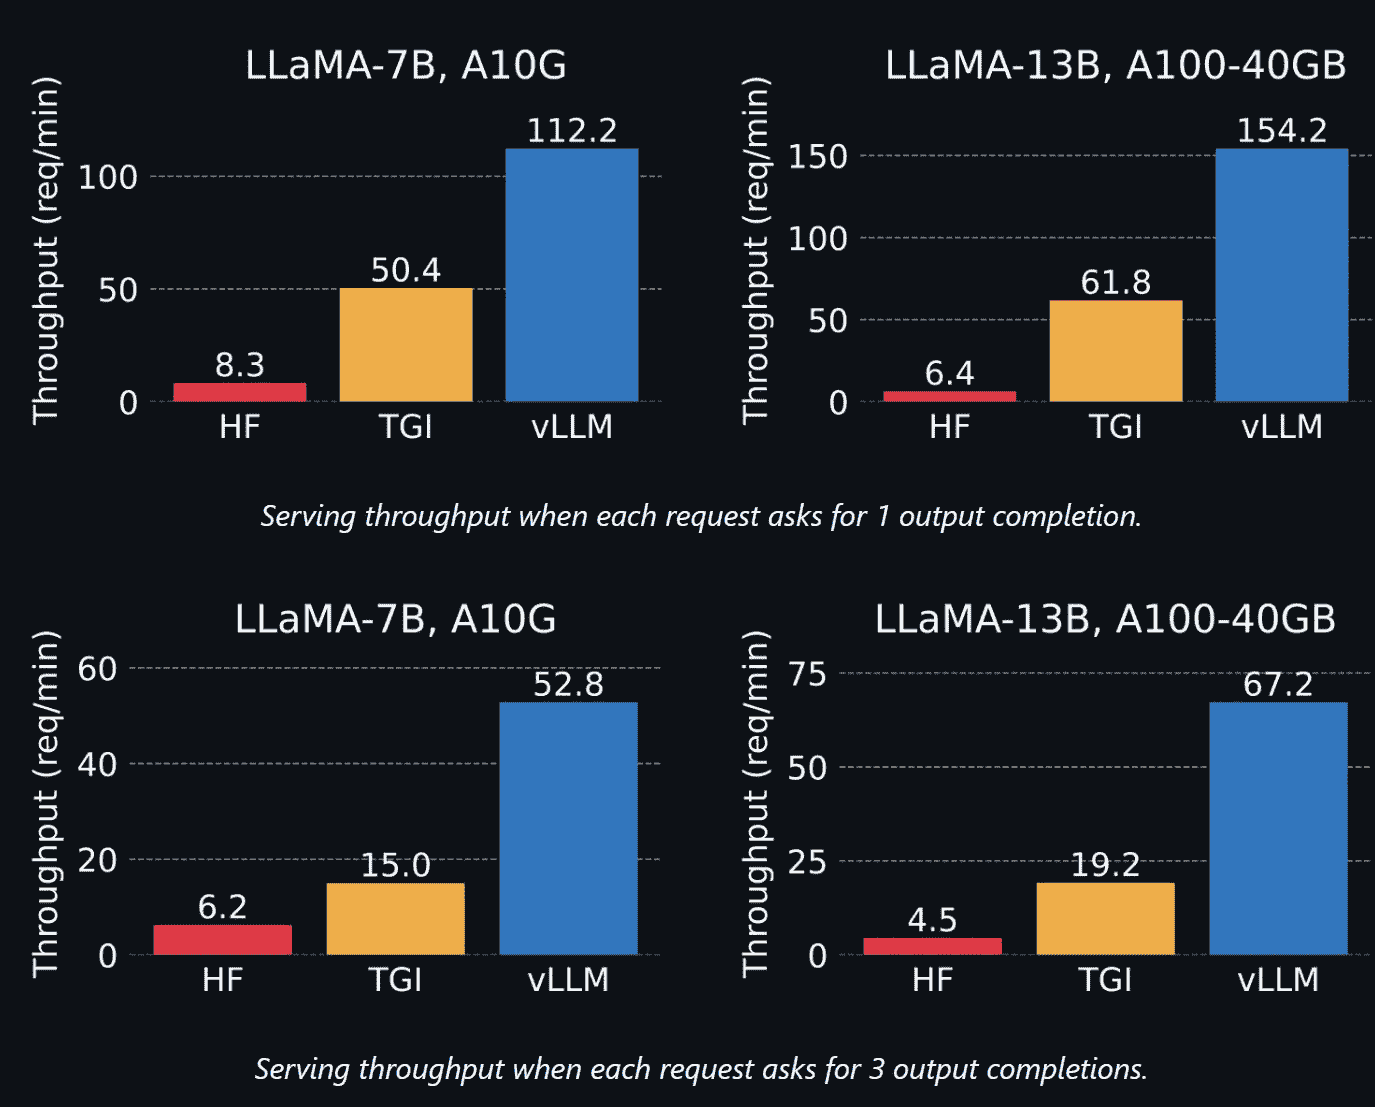 LLaMA-7B, A10G
Throughput (req/min)
100
50
0
8.3
50.4
112.2
HF
TGI
vLLM
LLaMA-13B, A100-40GB
Throughput (req/min)
150
100
50
0
6.4
61.8
154.2
HF
TGI
vLLM
Serving throughput when each request asks for 1 output completion.
LLaMA-7B, A10G
Throughput (req/min)
60
40
20
0
6.2
15.0
52.8
HF
TGI
vLLM
LLaMA-13B, A100-40GB
Throughput (req/min)
75
50
25
0
4.5
19.2
67.2
HF
TGI
vLLM
Serving throughput when each request asks for 3 output completions.